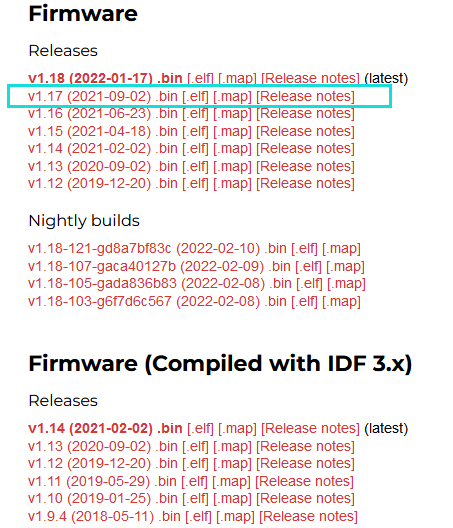 Firmware
Releases
v1.18 (2022-01-17) .bin [.elf] [.map] [Release notes] (latest)
v1.17 (2021-09-02) .bin [.elf] [.map] [Release notes]
v1.16 (2021-06-23) .bin [.elf] [.map] [Release notes]
v1.15 (2021-04-18) .bin [.elf] [.map] [Release notes]
v1.14 (2021-02-02) .bin [.elf] [.map] [Release notes]
v1.13 (2020-09-02) .bin [.elf] [.map] [Release notes]
v1.12 (2019-12-20) .bin [.elf] [.map] [Release notes]
Nightly builds
v1.18-121-gd8a7bf83c (2022-02-10) .bin [.elf] [.map]
v1.18-107-gaca40127b (2022-02-09) .bin [.elf] [.map]
v1.18-105-gada836b83 (2022-02-08) .bin [.elf] [.map]
v1.18-103-g6f7d6c567 (2022-02-08) .bin [.elf] [.map]
Firmware (Compiled with IDF 3.x)
Releases
v1.14 (2021-02-02) .bin [.elf] [.map] [Release notes] (latest)
v1.13 (2020-09-02) .bin [.elf] [.map] [Release notes]
v1.12 (2019-12-20) .bin [.elf] [.map] [Release notes]
v1.11 (2019-05-29) .bin [.elf] [.map] [Release notes]
v1.10 (2019-01-25) .bin [.elf] [.map] [Release notes]
v1.9.4 (2018-05-11) .bin [.elf] [.map] [Release notes]